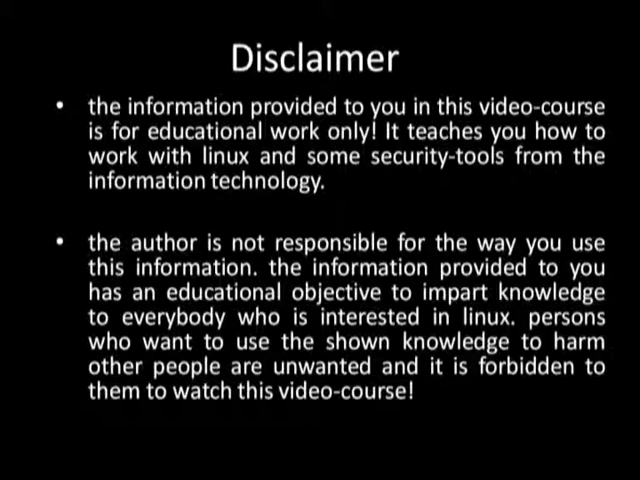 Disclaimer
• the information provided to you in this video-course
is for educational work only! It teaches you how to
work with linux and some security-tools from the
information technology.
• the author is not responsible for the way you use
this information. the information provided to you
has an educational objective to impart knowledge
to everybody who is interested in linux. persons
who want to use the shown knowledge to harm
other people are unwanted and it is forbidden to
them to watch this video-course!